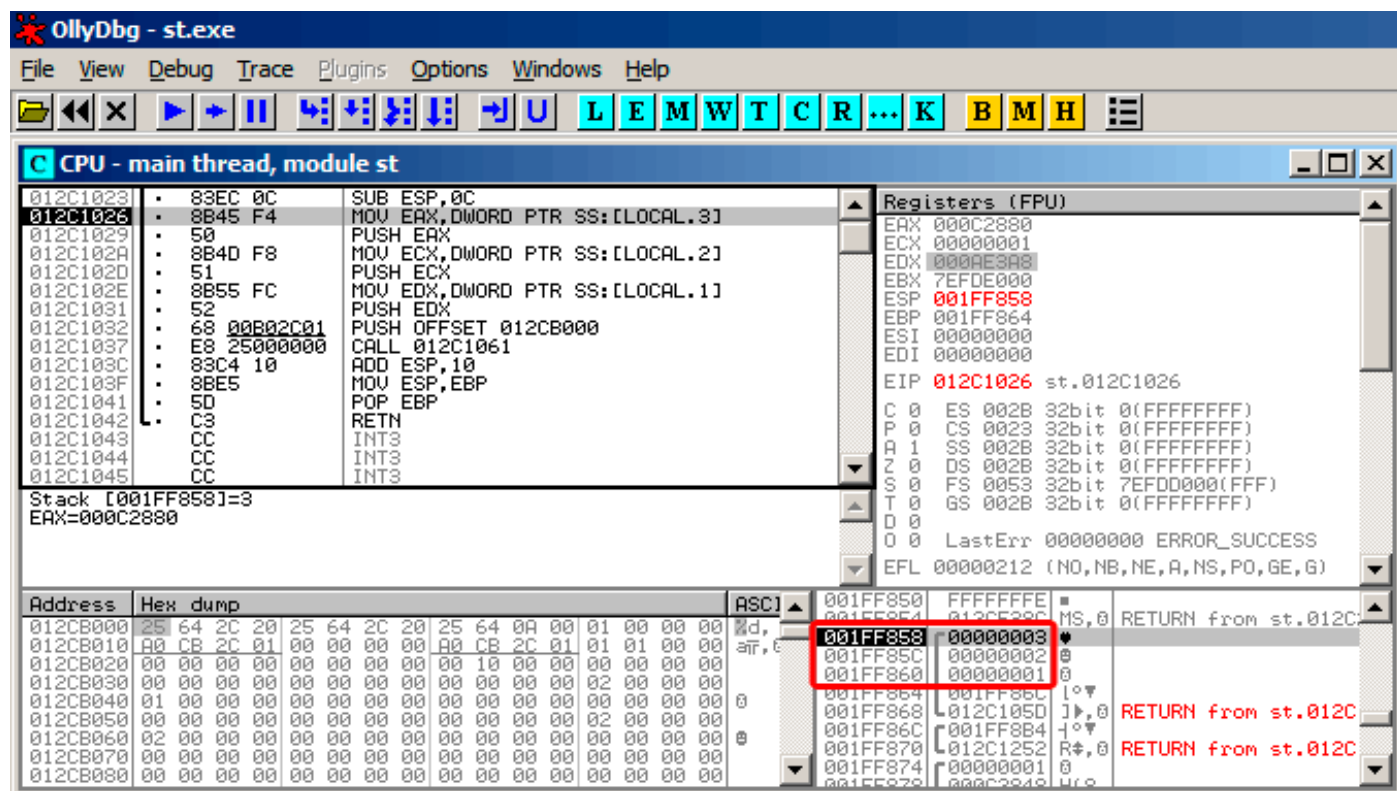 OllyDbg - st.exe
File View Debug Trace Plugins Options Windows Help
L E M W T C R ... K B M H
C CPU - main thread, module st
012C1023 · 83EC 0C SUB ESP,0C
012C1026 · 8B45 F4 MOV EAX,DWORD PTR SS:[LOCAL.3]
012C1029 · 50 PUSH EAX
012C102A · 8B4D F8 MOV ECX,DWORD PTR SS:[LOCAL.2]
012C102D · 51 PUSH ECX
012C102E · 8B55 FC MOV EDX,DWORD PTR SS:[LOCAL.1]
012C1031 · 52 PUSH EDX
012C1032 · 68 00B02C01 PUSH OFFSET 012CB000
012C1037 · E8 25000000 CALL 012C1061
012C103C · 83C4 10 ADD ESP,10
012C103F · 8BE5 MOV ESP,EBP
012C1041 · 5D POP EBP
012C1042 · C3 RETN
012C1043 CC INT3
012C1044 CC INT3
012C1045 CC INT3
Stack [001FF858]=3
EAX=000C2880
Registers (FPU)
EAX 000C2880
ECX 00000001
EDX 000AE3A8
EBX 7EFDE000
ESP 001FF858
EBP 001FF864
ESI 00000000
EDI 00000000
EIP 012C1026 st.012C1026
C 0 ES 002B 32bit 0(FFFFFFFF)
P 0 CS 0023 32bit 0(FFFFFFFF)
A 1 SS 002B 32bit 0(FFFFFFFF)
Z 0 DS 002B 32bit 0(FFFFFFFF)
S 0 FS 0053 32bit 7EFDD000(FFF)
T 0 GS 002B 32bit 0(FFFFFFFF)
D 0
O 0 LastErr 00000000 ERROR_SUCCESS
EFL 00000212 (NO,NB,NE,A,NS,PO,GE,G)
Address Hex dump ASCI
012CB000 25 64 2C 20 25 64 2C 20 25 64 0A 00 01 00 00 00 %d,
012CB010 A0 CB 2C 01 00 00 00 00 A0 CB 2C 01 01 01 00 00
012CB020 00 00 00 00 00 00 00 00 00 10 00 00 00 00 00 00
012CB030 00 00 00 00 00 00 00 00 00 00 00 00 02 00 00 00
012CB040 01 00 00 00 00 00 00 00 00 00 00 00 00 00 00 00
012CB050 00 00 00 00 00 00 00 00 00 00 00 00 02 00 00 00
012CB060 02 00 00 00 00 00 00 00 00 00 00 00 00 00 00 00
012CB070 00 00 00 00 00 00 00 00 00 00 00 00 00 00 00 00
012CB080 00 00 00 00 00 00 00 00 00 00 00 00 00 00 00 00
001FF850 FFFFFFFE
RETURN from st.012C
001FF858 00000003 ♥
001FF85C 00000002 ☻
001FF860 00000001 ☺
001FF864 001FF86C
001FF868 012C105D RETURN from st.012C
001FF86C 001FF8B4
001FF870 012C1252 RETURN from st.012C
001FF874 00000001